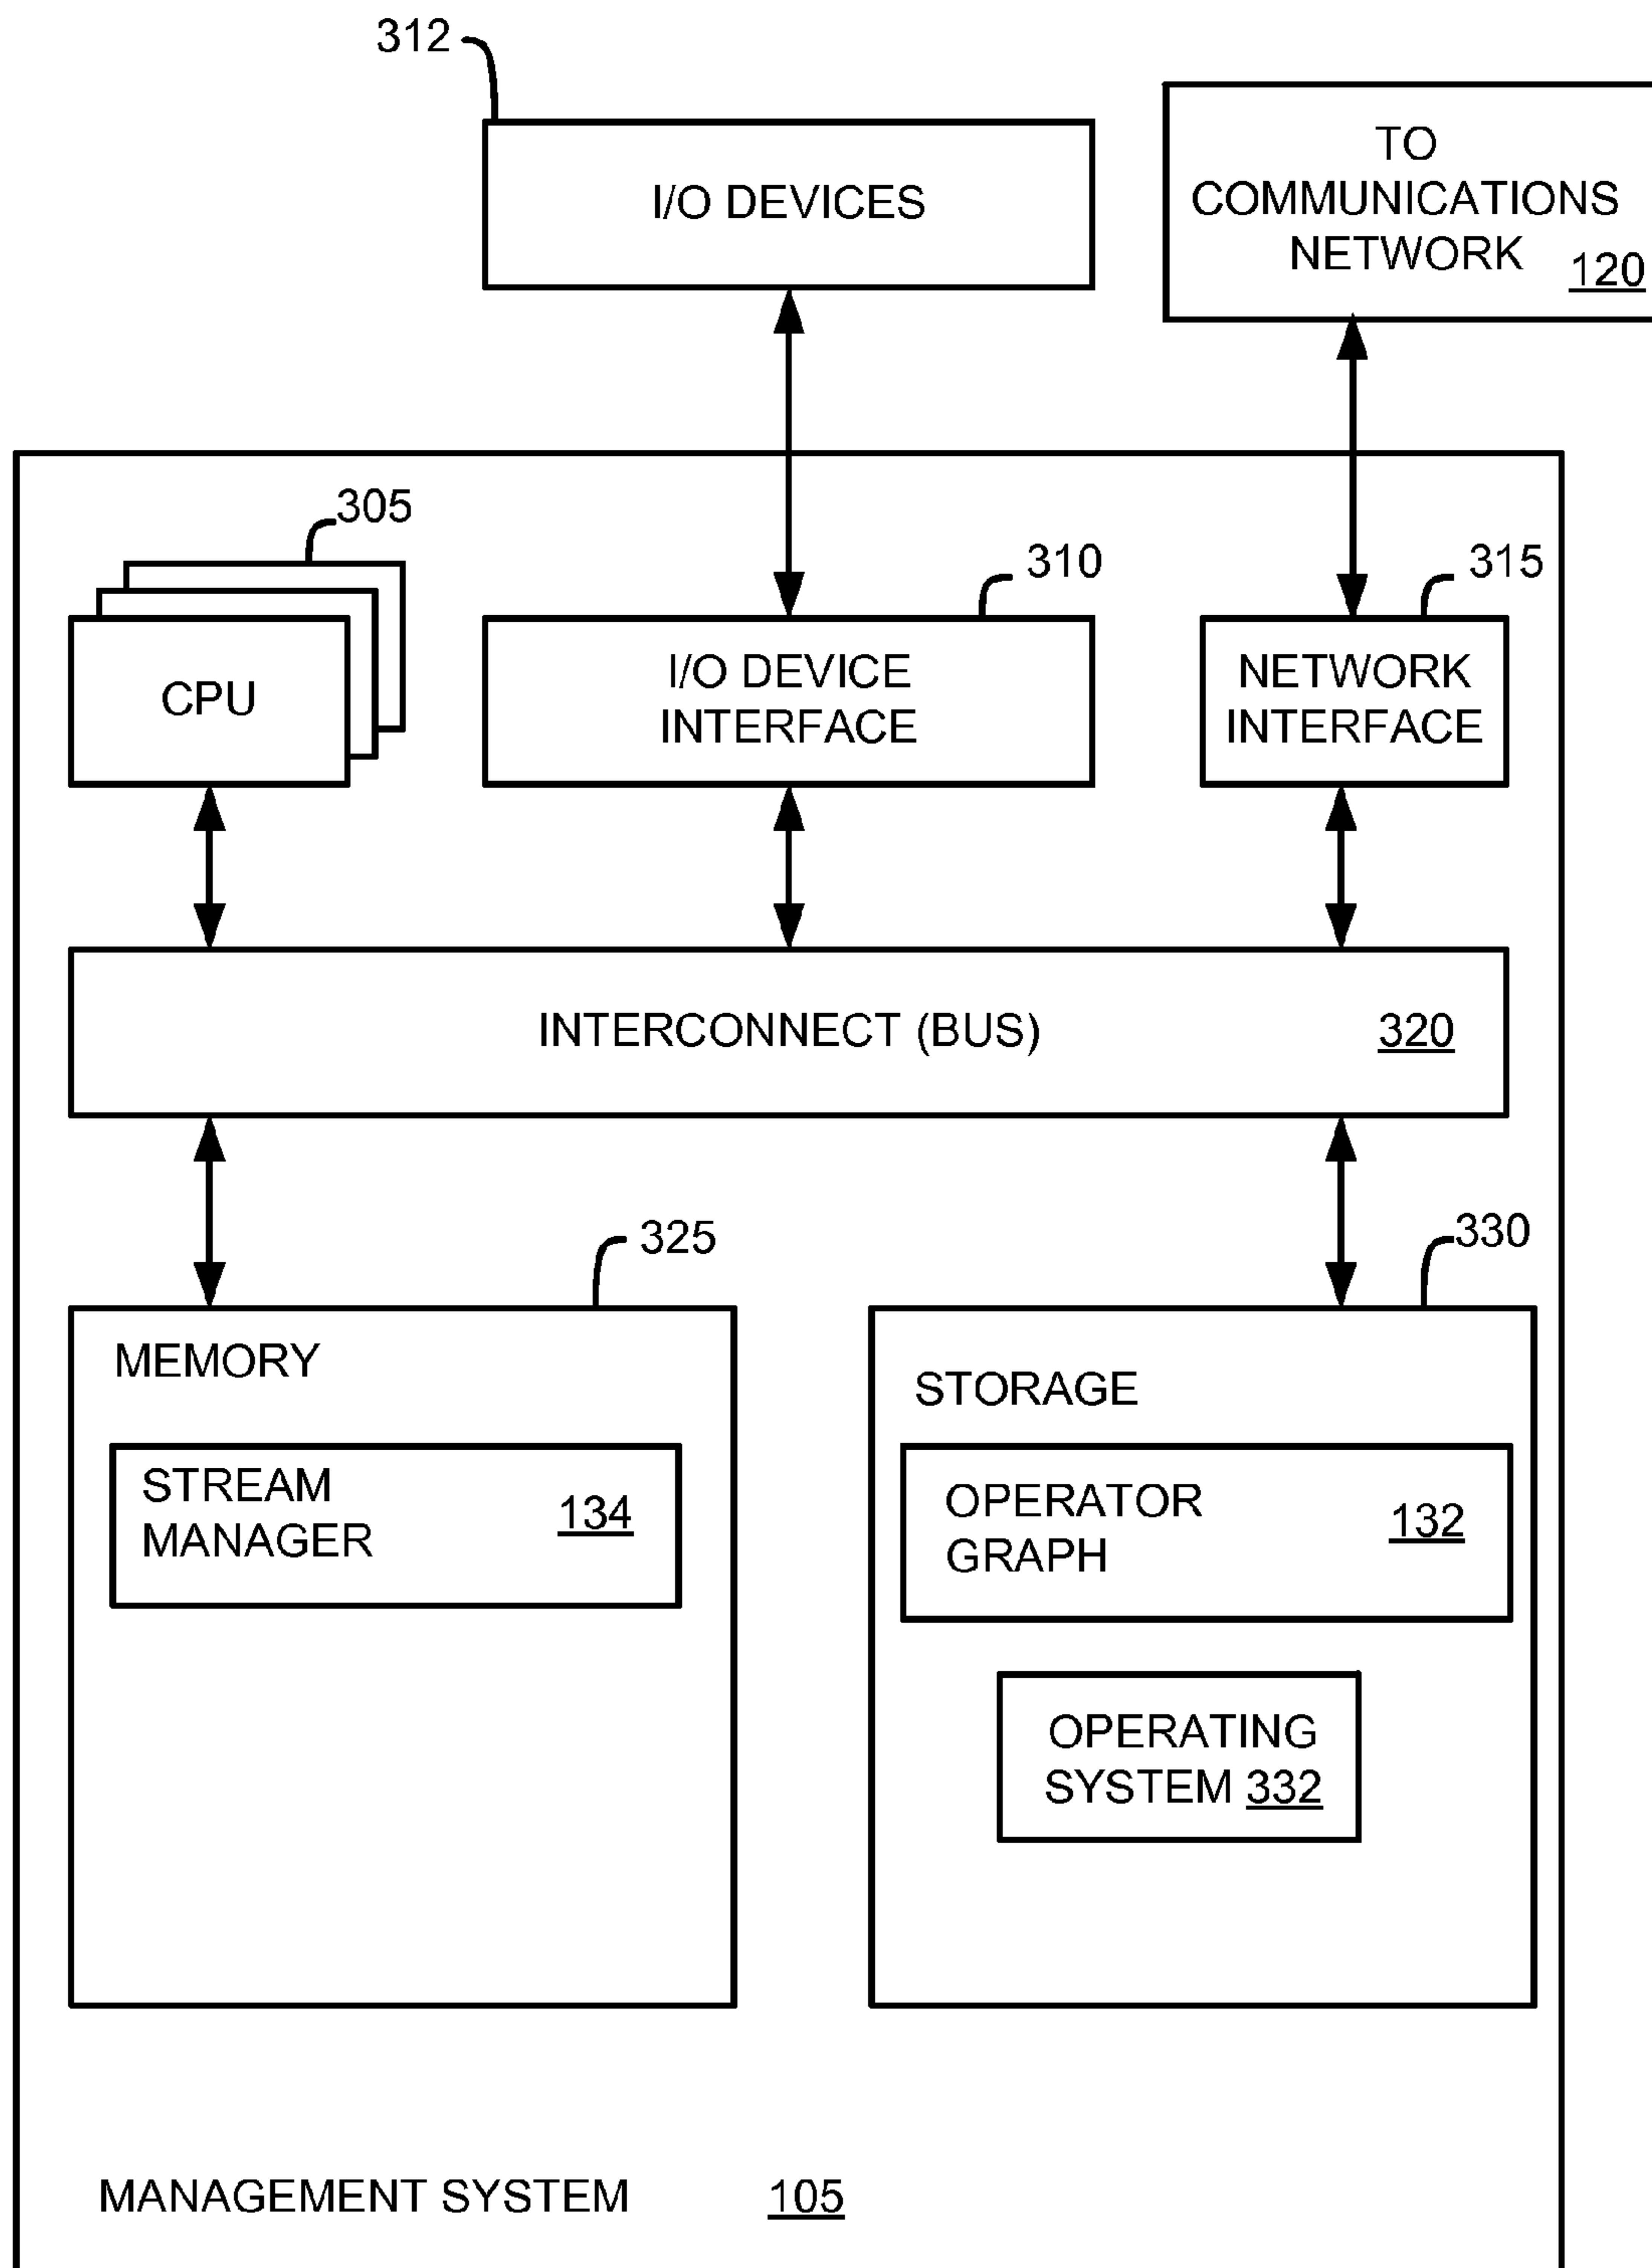 312
I/O DEVICES
TO
COMMUNICATIONS
NETWORK 120
305
310
315
CPU
I/O DEVICE
INTERFACE
NETWORK
INTERFACE
INTERCONNECT (BUS) 320
325
330
MEMORY
STREAM
MANAGER 134
STORAGE
OPERATOR
GRAPH 132
OPERATING
SYSTEM 332
MANAGEMENT SYSTEM 105